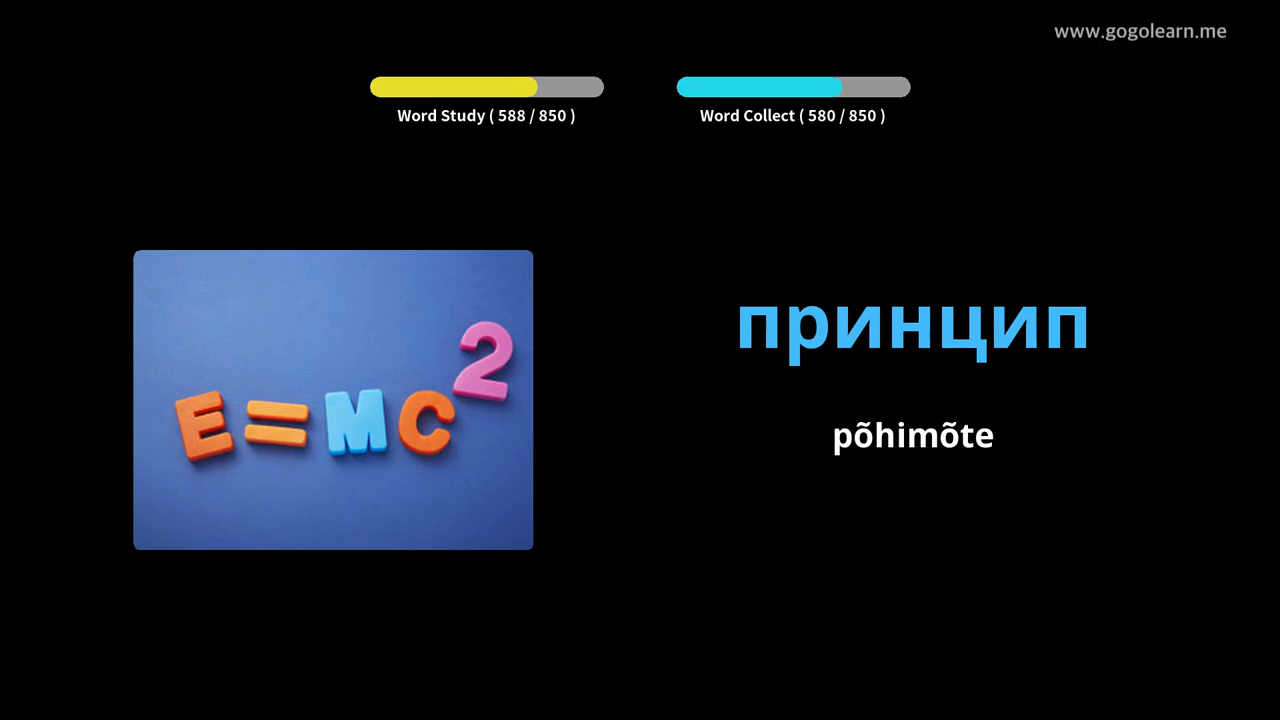 www.gogolearn.me
Word Study ( 588 / 850 )
Word Collect ( 580 / 850 )
E=MC2
принцип
põhimõte